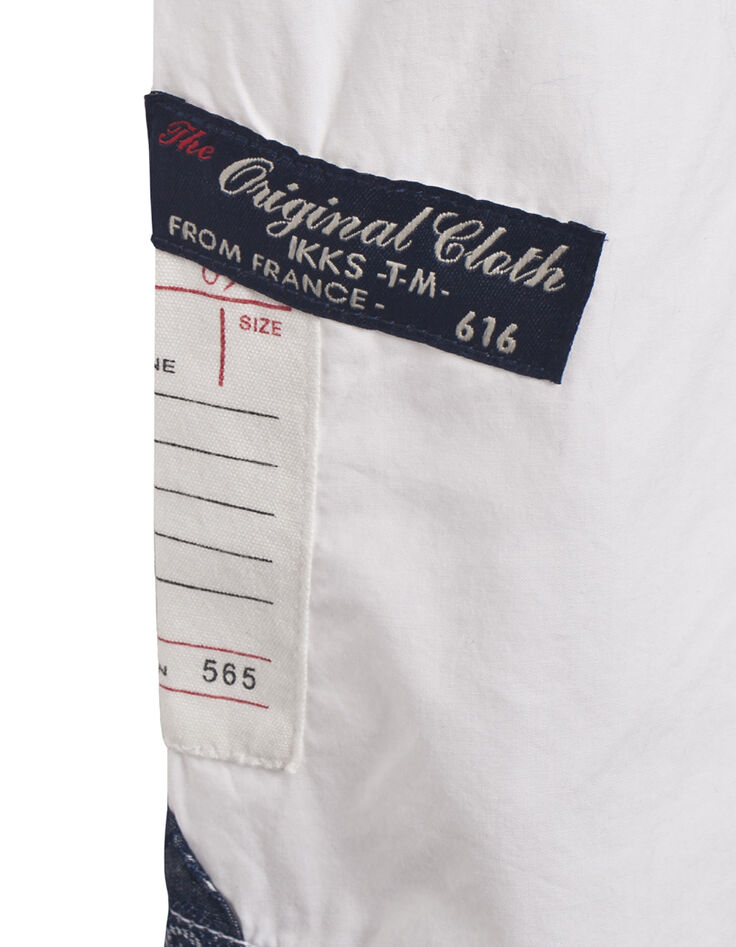 The Original Cloth
IKKS -T-M-
FROM FRANCE - 616
SIZE
NE
N 565